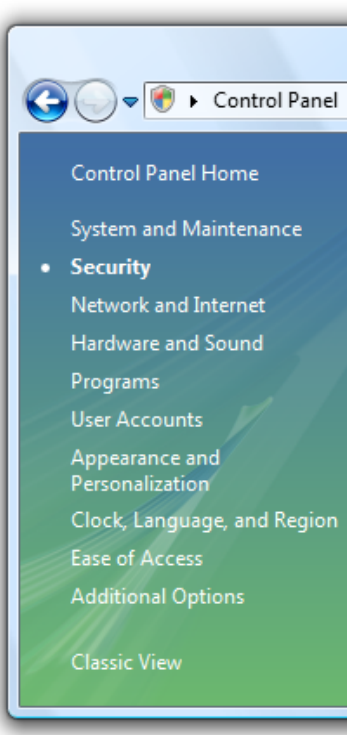 Control Panel
Control Panel Home
System and Maintenance
Security
Network and Internet
Hardware and Sound
Programs
User Accounts
Appearance and
Personalization
Clock, Language, and Region
Ease of Access
Additional Options
Classic View